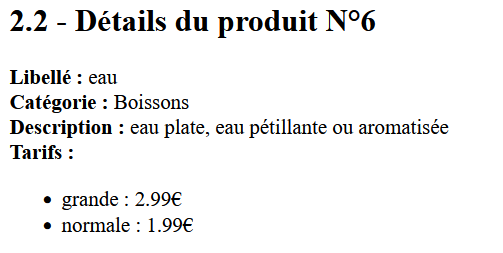 2.2 - Détails du produit N°6
Libellé : eau
Catégorie : Boissons
Description : eau plate, eau pétillante ou aromatisée
Tarifs :
• grande : 2.99€
• normale : 1.99€